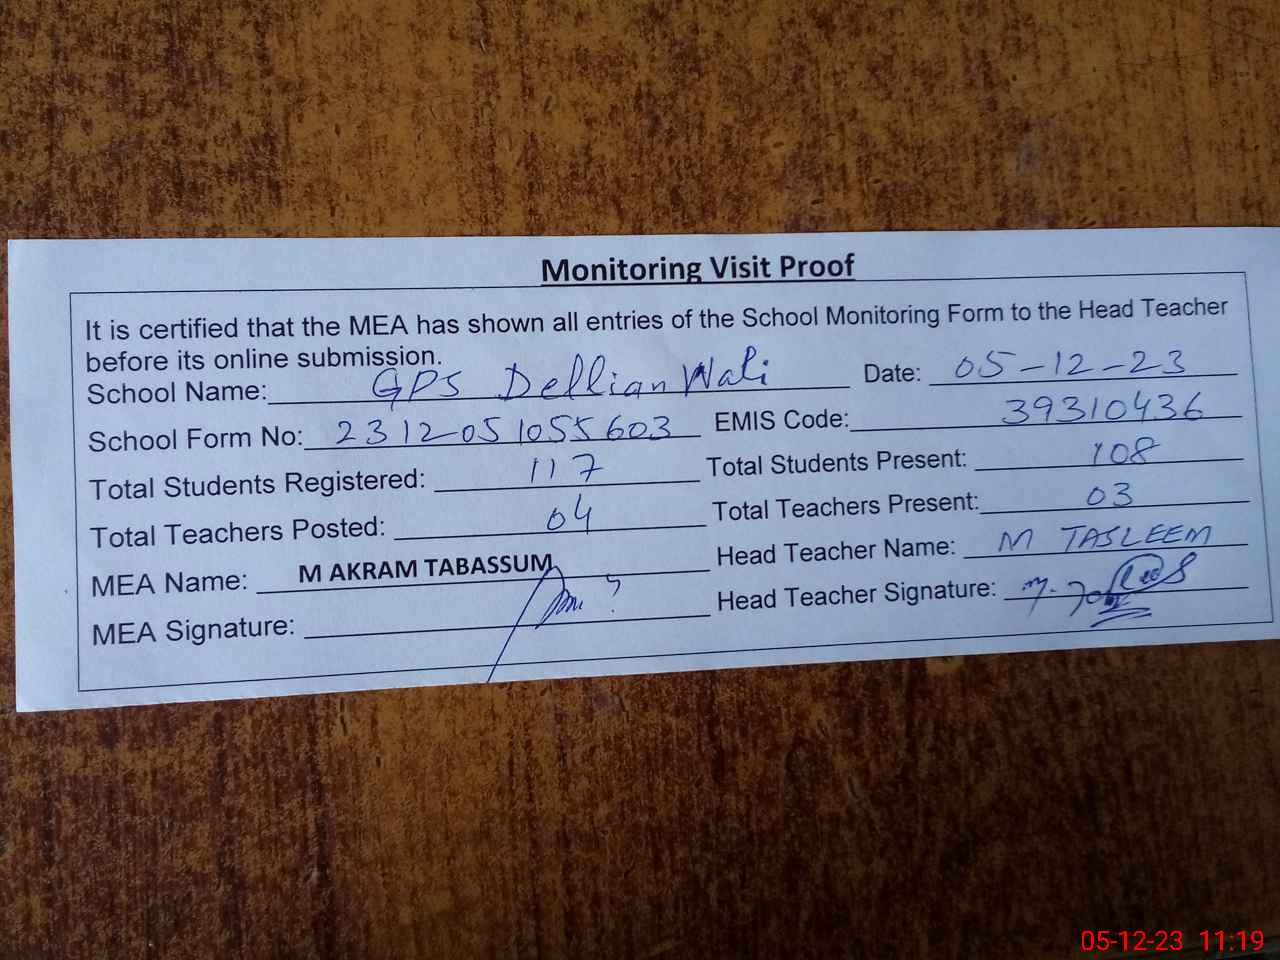 Monitoring Visit Proof
It is certified that the MEA has shown all entries of the School Monitoring Form to the Head Teacher
before its online submission.
School Name: GPS Dellian Wali Date: 05-12-23
School Form No: 2312051055603 EMIS Code: 39310436
Total Students Registered: 117 Total Students Present: 108
Total Teachers Posted: 04 Total Teachers Present: 03
MEA Name: M AKRAM TABASSUM Head Teacher Name: M TASLEEM
MEA Signature: Head Teacher Signature:
05-12-23 11:19